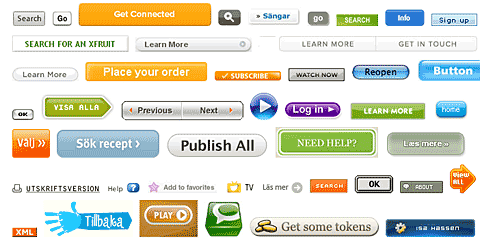 Search Go Get Connected » Sängar go SEARCH Info Sign up
SEARCH FOR AN XFRUIT Learn More LEARN MORE GET IN TOUCH
Learn More Place your order SUBSCRIBE WATCH NOW Reopen Button
OK VISA ALLA Previous Next Log in LEARN MORE home
Välj » Sök recept › Publish All NEED HELP? Læs mere » View ALL
UTSKRIFTSVERSION Help ? Add to favorites TV Läs mer SEARCH OK ABOUT
XML Tillbaka PLAY Get some tokens Isa Hassen